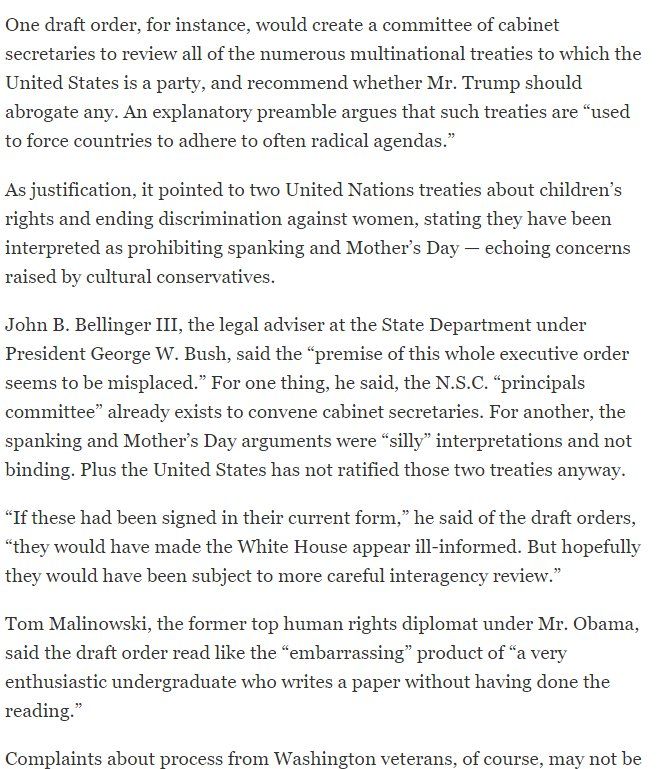 One draft order, for instance, would create a committee of cabinet
secretaries to review all of the numerous multinational treaties to which the
United States is a party, and recommend whether Mr. Trump should
abrogate any. An explanatory preamble argues that such treaties are “used
to force countries to adhere to often radical agendas.”
As justification, it pointed to two United Nations treaties about children’s
rights and ending discrimination against women, stating they have been
interpreted as prohibiting spanking and Mother’s Day — echoing concerns
raised by cultural conservatives.
John B. Bellinger III, the legal adviser at the State Department under
President George W. Bush, said the “premise of this whole executive order
seems to be misplaced.” For one thing, he said, the N.S.C. “principals
committee” already exists to convene cabinet secretaries. For another, the
spanking and Mother’s Day arguments were “silly” interpretations and not
binding. Plus the United States has not ratified those two treaties anyway.
“If these had been signed in their current form,” he said of the draft orders,
“they would have made the White House appear ill-informed. But hopefully
they would have been subject to more careful interagency review.”
Tom Malinowski, the former top human rights diplomat under Mr. Obama,
said the draft order read like the “embarrassing” product of “a very
enthusiastic undergraduate who writes a paper without having done the
reading.”
Complaints about process from Washington veterans, of course, may not be